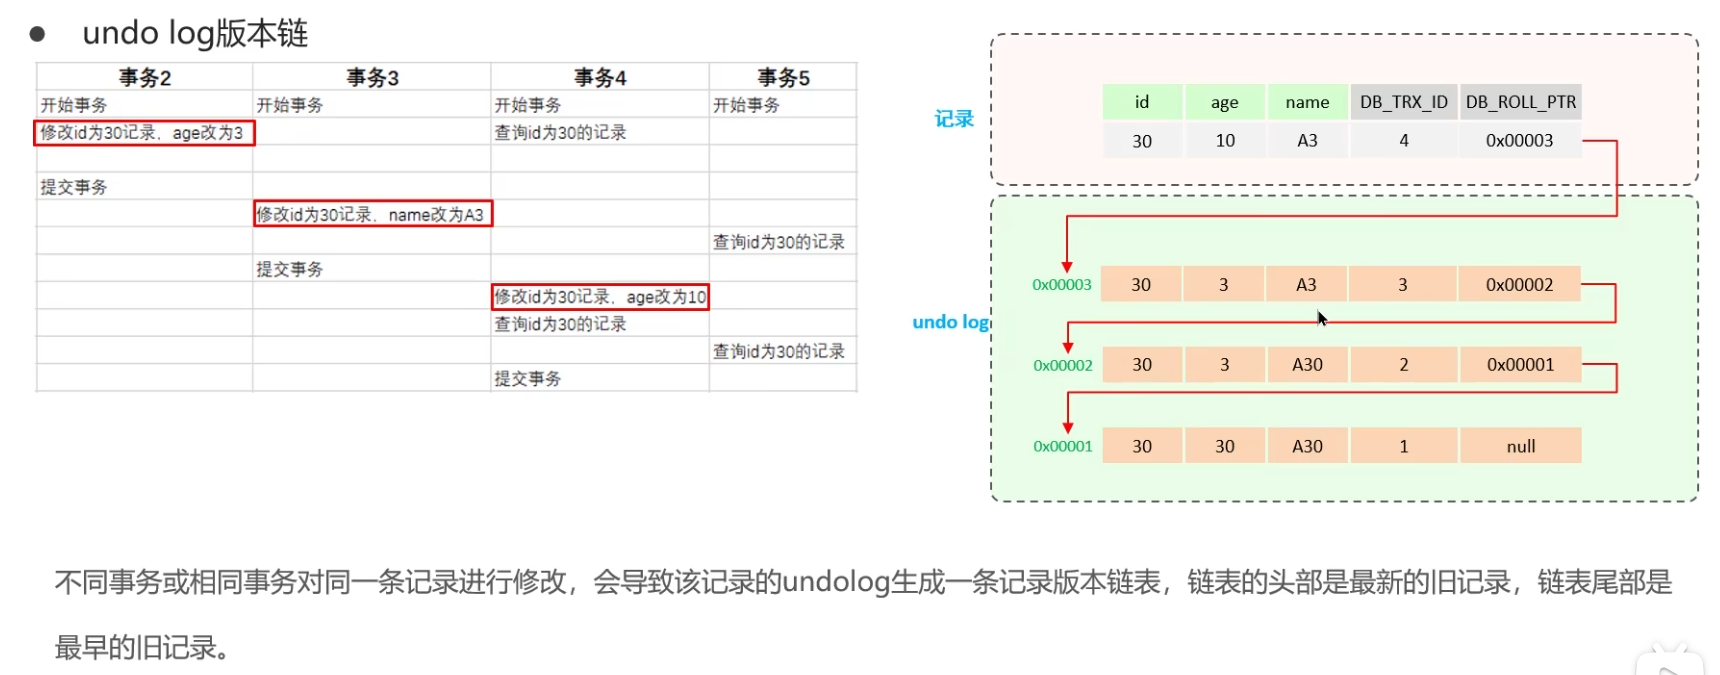 ● undo log版本链
事务2 事务3 事务4 事务5
开始事务 开始事务 开始事务 开始事务
修改id为30记录，age改为3 查询id为30的记录
提交事务
修改id为30记录，name改为A3
查询id为30的记录
提交事务
修改id为30记录，age改为10
查询id为30的记录
查询id为30的记录
提交事务
记录
id age name DB_TRX_ID DB_ROLL_PTR
30 10 A3 4 0x00003
undo log
0x00003 30 3 A3 3 0x00002
0x00002 30 3 A30 2 0x00001
0x00001 30 30 A30 1 null
不同事务或相同事务对同一条记录进行修改，会导致该记录的undolog生成一条记录版本链表，链表的头部是最新的旧记录，链表尾部是
最早的旧记录。